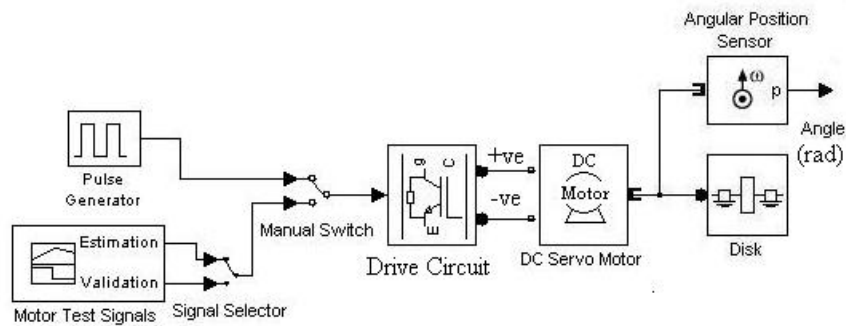 Angular Position
Sensor
ω
p
Angle
(rad)
Pulse
Generator
g
C
E
+ve
-ve
DC
Motor
Manual Switch
Estimation
Validation
Drive Circuit
DC Servo Motor
Disk
Motor Test Signals
Signal Selector